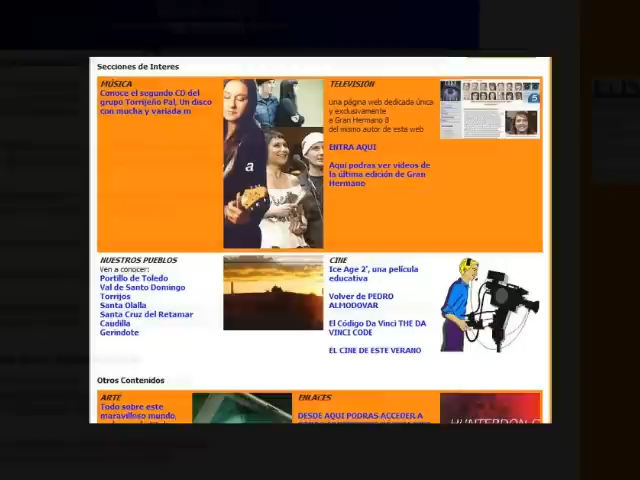 Secciones de Interes
MÚSICA
Conoce el segundo CD del
grupo Torrijeño Pal, Un disco
con mucha y variada m
a
TELEVISIÓN
una página web dedicada única
y exclusivamente
a Gran Hermano 8
del mismo autor de esta web
ENTRA AQUI
Aqui podras ver videos de
la última edición de Gran
Hermano
5
NUESTROS PUEBLOS
Ven a conocer:
Portillo de Toledo
Val de Santo Domingo
Torrijos
Santa Olalla
Santa Cruz del Retamar
Caudilla
Gerindote
CINE
Ice Age 2', una película
educativa
Volver de PEDRO
ALMODOVAR
El Código Da Vinci THE DA
VINCI CODE
EL CINE DE ESTE VERANO
Otros Contenidos
ARTE
Todo sobre este
maravilloso mundo,
ENLACES
DESDE AQUI PODRAS ACCEDER A
HUNTERDON C